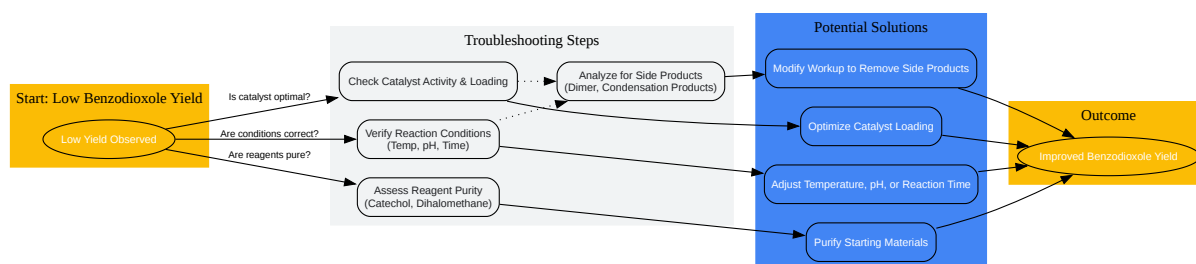 Start: Low Benzodioxole Yield
Low Yield Observed
Is catalyst optimal?
Are conditions correct?
Are reagents pure?
Troubleshooting Steps
Check Catalyst Activity & Loading
Analyze for Side Products
(Dimer, Condensation Products)
Verify Reaction Conditions
(Temp, pH, Time)
Assess Reagent Purity
(Catechol, Dihalomethane)
Potential Solutions
Modify Workup to Remove Side Products
Optimize Catalyst Loading
Adjust Temperature, pH, or Reaction Time
Purify Starting Materials
Outcome
Improved Benzodioxole Yield